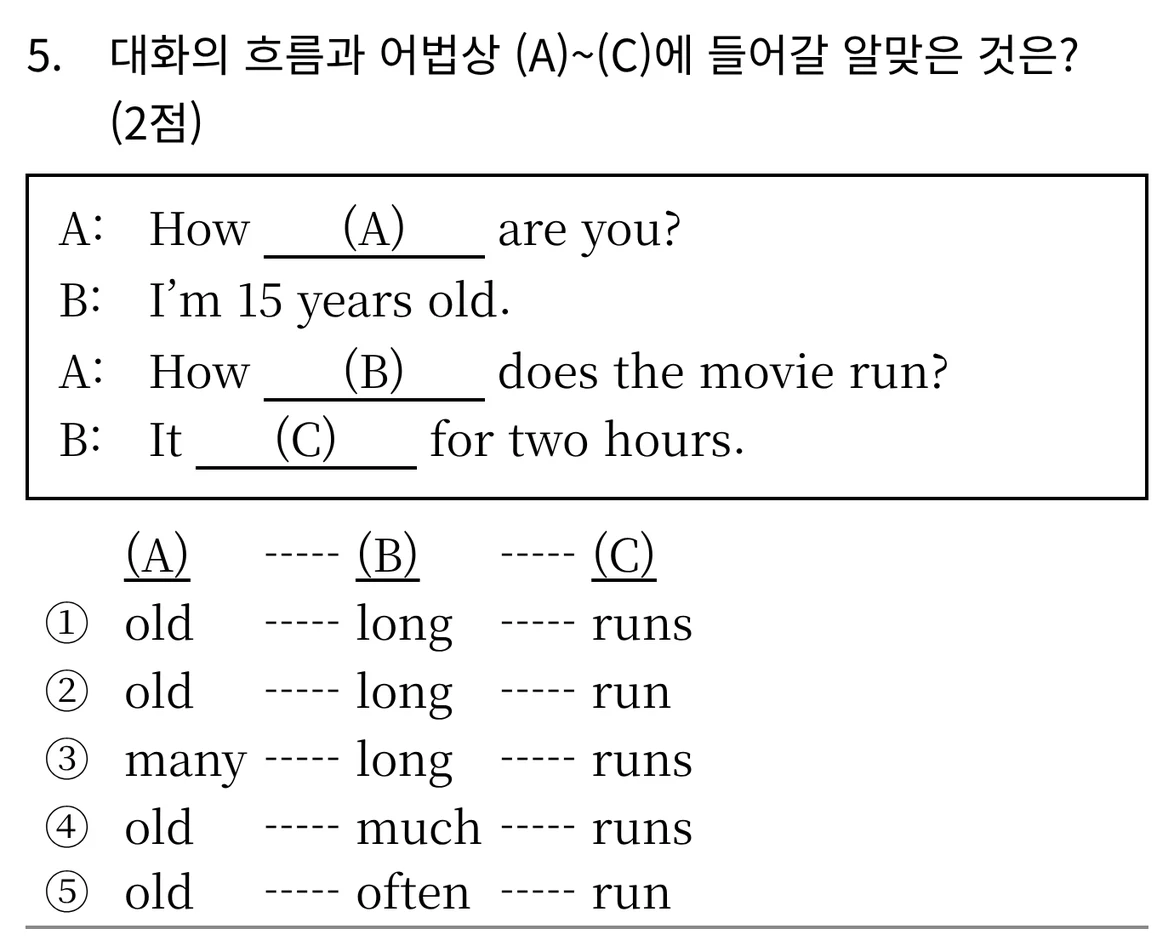 5. 대화의 흐름과 어법상 (A)~(C)에 들어갈 알맞은 것은?
(2점)
A: How (A) are you?
B: I'm 15 years old.
A: How (B) does the movie run?
B: It (C) for two hours.
(A) ----- (B) ----- (C)
① old ----- long ----- runs
② old ----- long ----- run
③ many ----- long ----- runs
④ old ----- much ----- runs
⑤ old ----- often ----- run